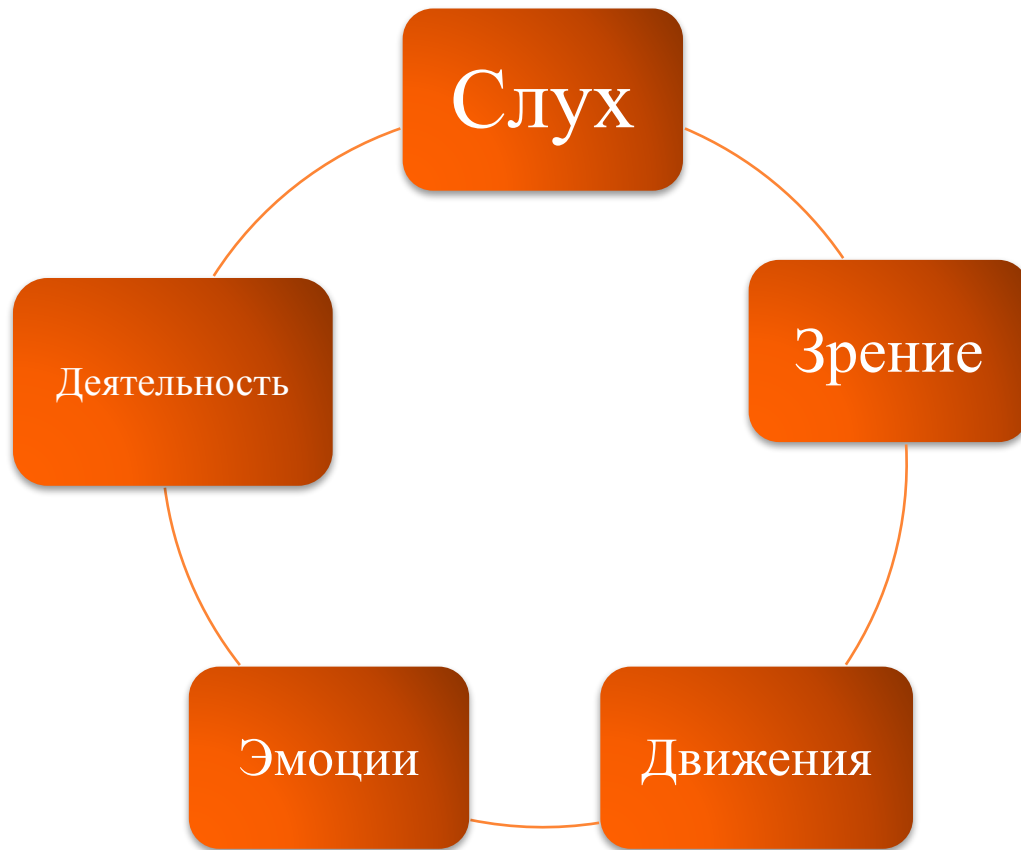 Слух
Зрение
Деятельность
Эмоции
Движения